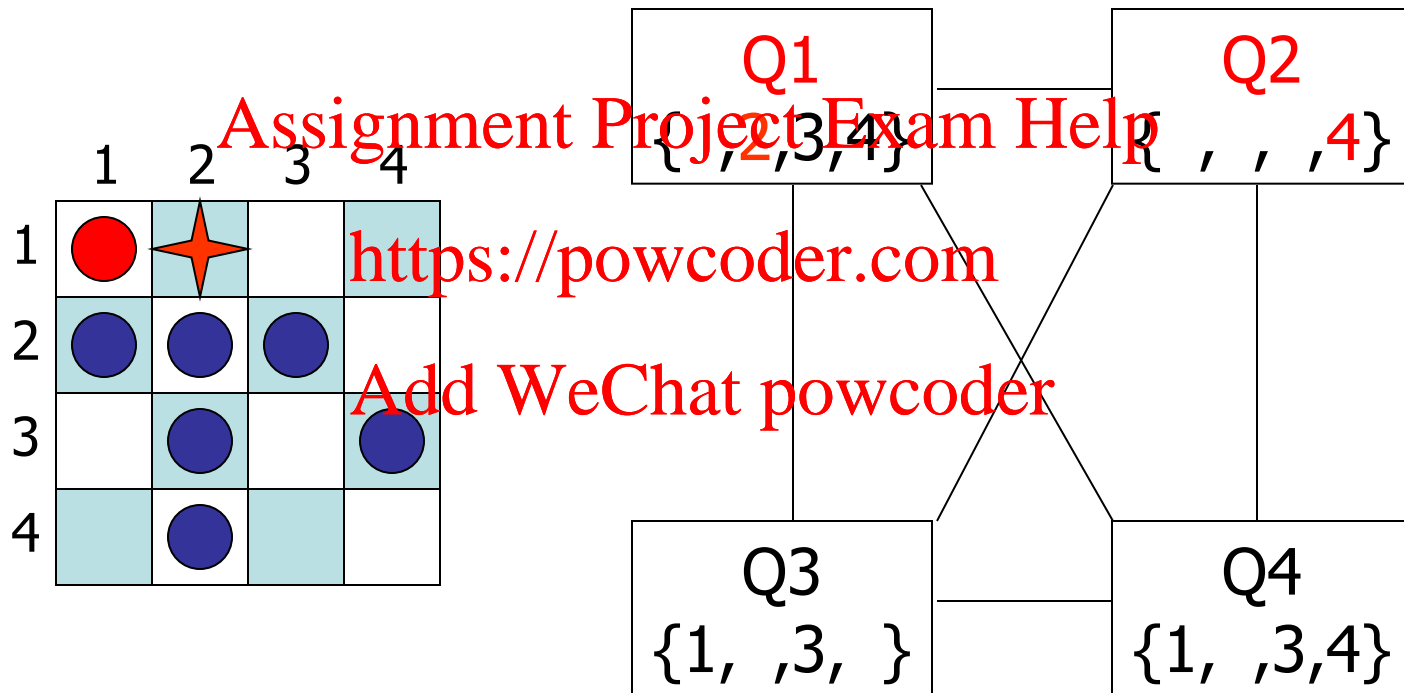 Q1
Q2
Assignment Project Exam Help
{ ,2,3,4}
{ , , ,4}
1 2 3 4
1
https://powcoder.com
2
Add WeChat powcoder
3
4
Q3
Q4
{1, ,3, }
{1, ,3,4}